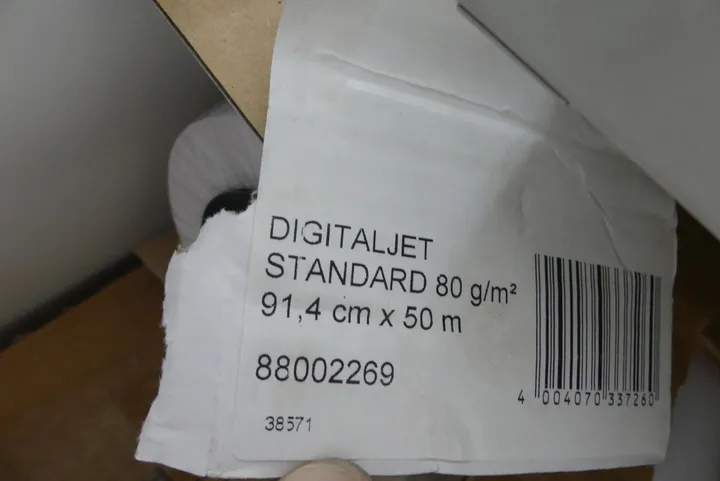 DIGITALJET
STANDARD 80 g/m²
91,4 cm x 50 m
88002269
38571
4 004070 337260